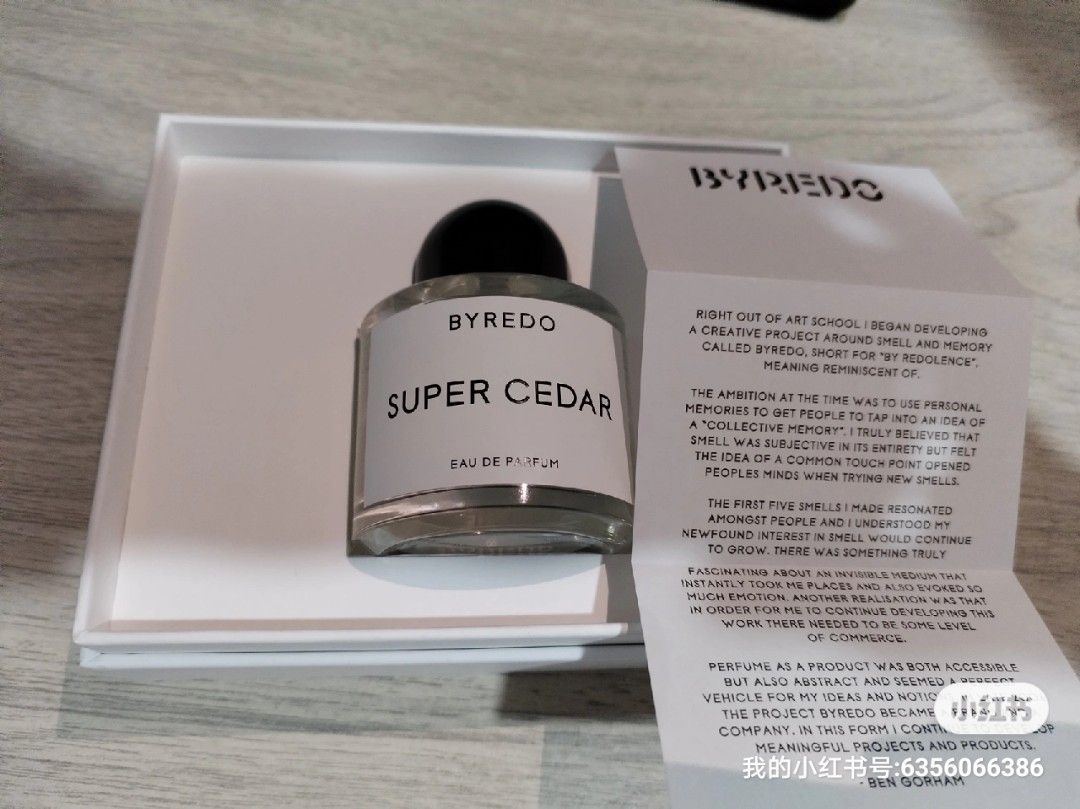 BYREDO
SUPER CEDAR
EAU DE PARFUM
BYREDO
RIGHT OUT OF ART SCHOOL I BEGAN DEVELOPING
A CREATIVE PROJECT AROUND SMELL AND MEMORY
CALLED BYREDO, SHORT FOR "BY REDOLENCE",
MEANING REMINISCENT OF.
THE AMBITION AT THE TIME WAS TO USE PERSONAL
MEMORIES TO GET PEOPLE TO TAP INTO AN IDEA OF
A "COLLECTIVE MEMORY". I TRULY BELIEVED THAT
SMELL WAS SUBJECTIVE IN ITS ENTIRETY BUT FELT
THE IDEA OF A COMMON TOUCH POINT OPENED
PEOPLES MINDS WHEN TRYING NEW SMELLS.
THE FIRST FIVE SMELLS I MADE RESONATED
AMONGST PEOPLE AND I UNDERSTOOD MY
NEWFOUND INTEREST IN SMELL WOULD CONTINUE
TO GROW. THERE WAS SOMETHING TRULY
FASCINATING ABOUT AN INVISIBLE MEDIUM THAT
INSTANTLY TOOK ME PLACES AND ALSO EVOKED SO
MUCH EMOTION. ANOTHER REALISATION WAS THAT
IN ORDER FOR ME TO CONTINUE DEVELOPING THIS
WORK THERE NEEDED TO BE SOME LEVEL
OF COMMERCE.
PERFUME AS A PRODUCT WAS BOTH ACCESSIBLE
BUT ALSO ABSTRACT AND SEEMED A PERFECT
VEHICLE FOR MY IDEAS AND
THE PROJECT BYREDO BECAME
COMPANY. IN THIS FORM I CONTINUE TO DEVELOP
MEANINGFUL PROJECTS AND PRODUCTS.
- BEN GORHAM
小红书
我的小红书号:6356066386